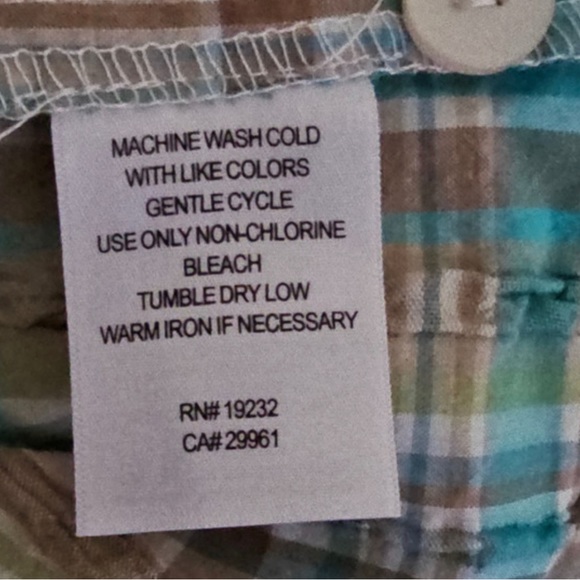 MACHINE WASH COLD
WITH LIKE COLORS
GENTLE CYCLE
USE ONLY NON-CHLORINE
BLEACH
TUMBLE DRY LOW
WARM IRON IF NECESSARY
RN# 19232
CA# 29961